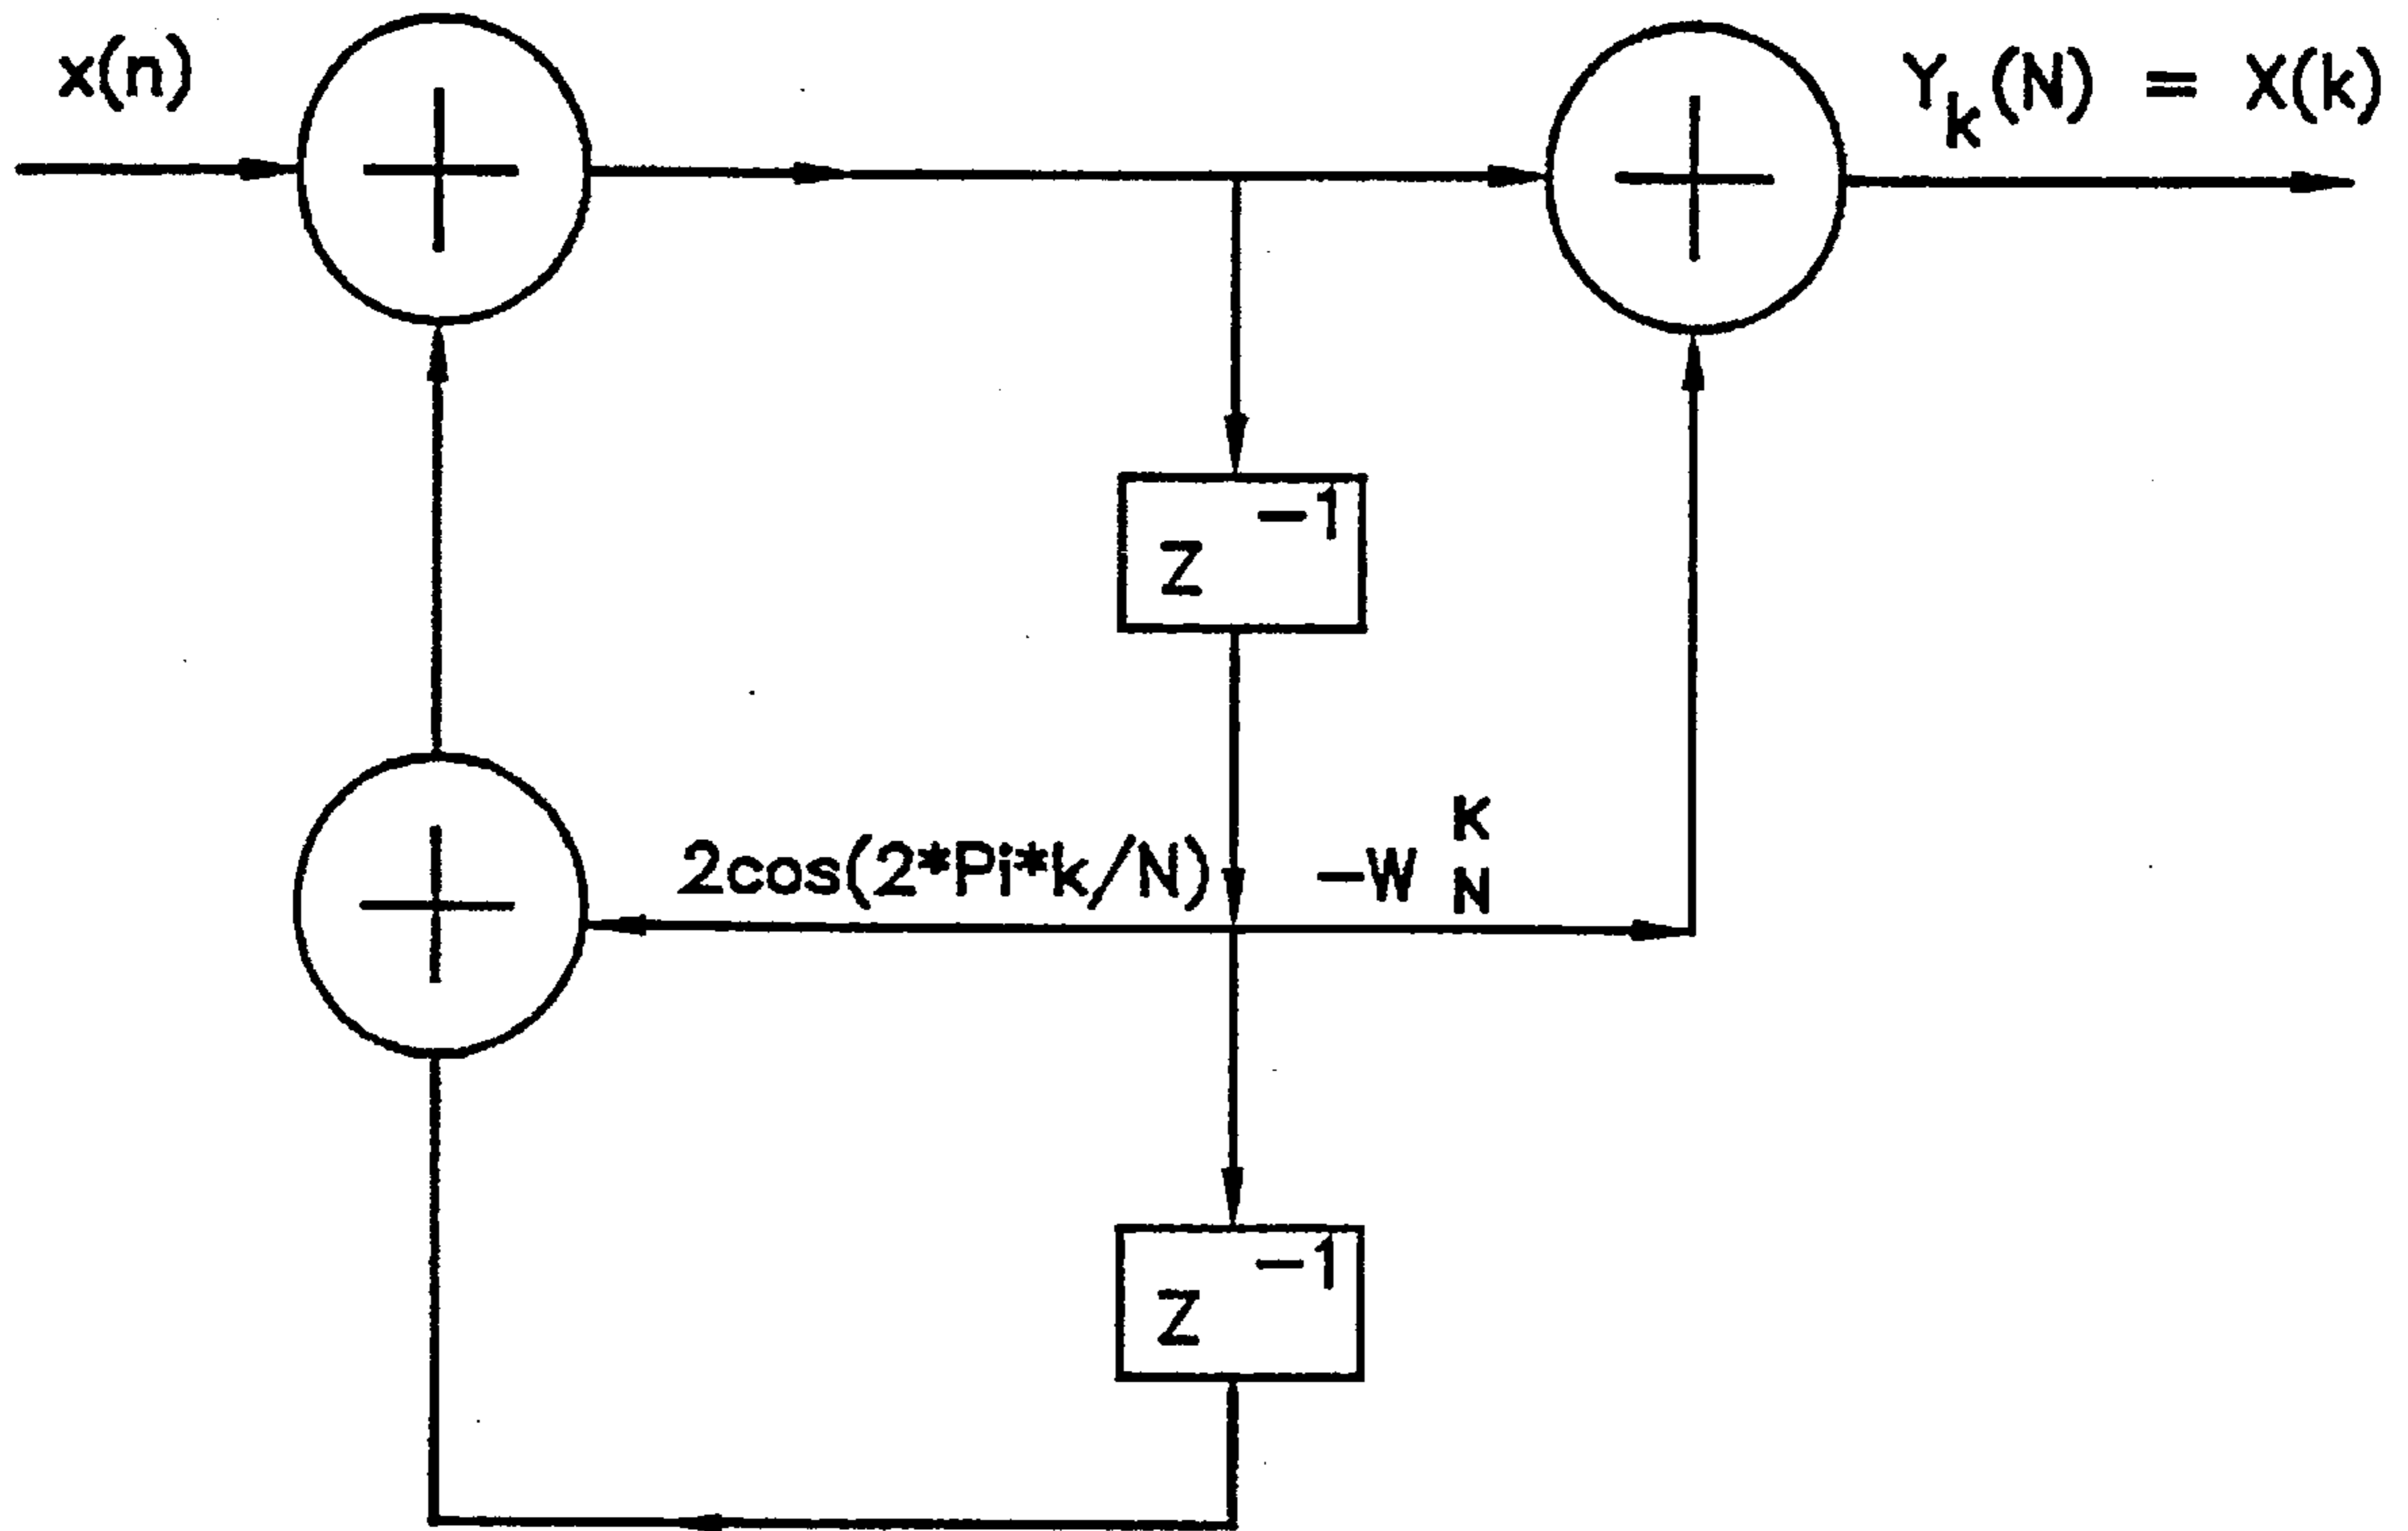 x(n)
Y_k(N) = X(k)
Z^-1
2cos(2*Pi*k/N)
-W_N^K
Z^-1